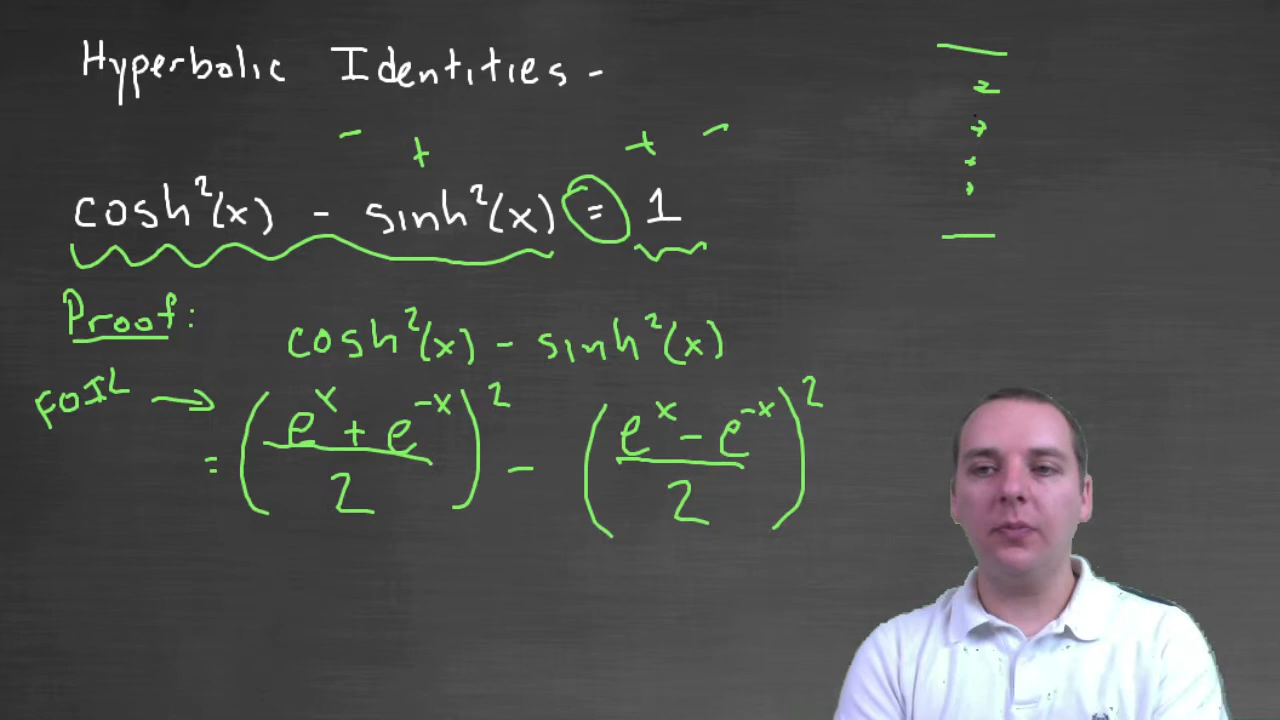 Hyperbolic Identities -
- + + -
cosh²(x) - sinh²(x) = 1
Proof: cosh²(x) - sinh²(x)
FOIL → = (e^x + e^-x / 2)² - (e^x - e^-x / 2)²